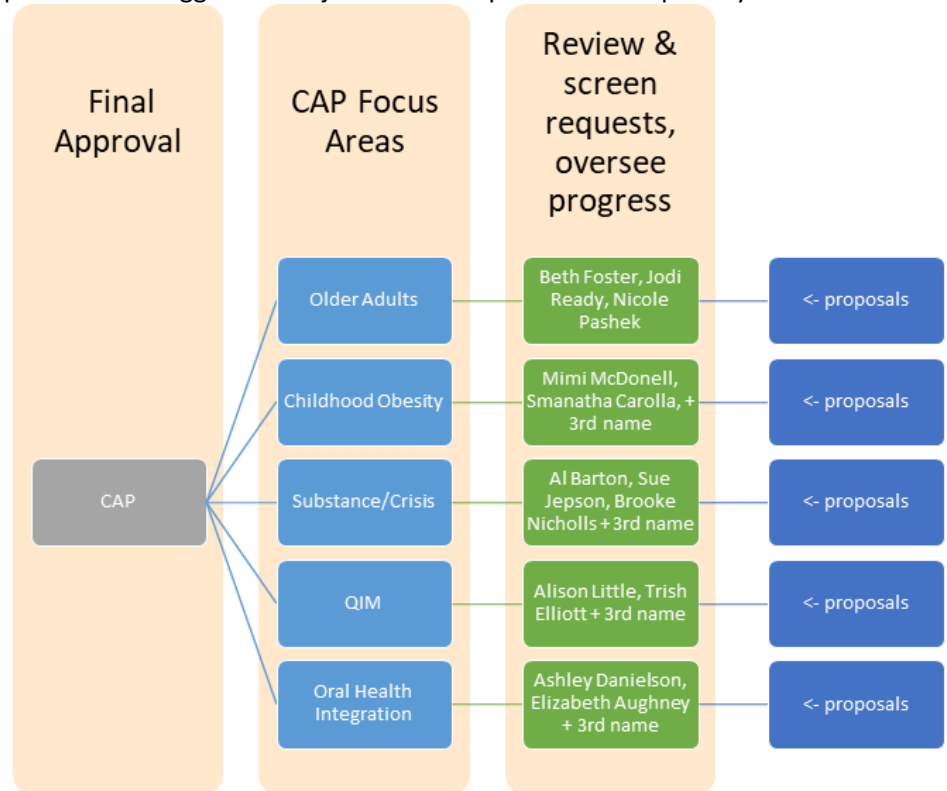 Final
Approval
CAP Focus
Areas
Review &
screen
requests,
oversee
progress
Older Adults
Beth Foster, Jodi
Ready, Nicole
Pashek
<- proposals
Childhood Obesity
Mimi McDonell,
Smanatha Carolla, +
3rd name
<- proposals
CAP
Substance/Crisis
Al Barton, Sue
Jepson, Brooke
Nicholls + 3rd name
<- proposals
QIM
Alison Little, Trish
Elliott + 3rd name
<- proposals
Oral Health
Integration
Ashley Danielson,
Elizabeth Aughney
+ 3rd name
<- proposals